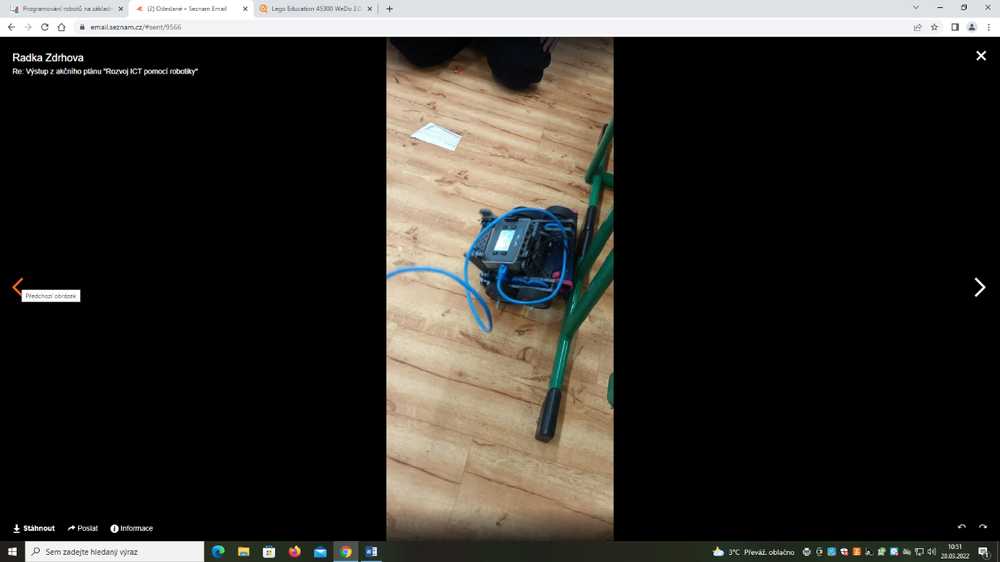 Programování robotů na základn
(2) Odeslané – Seznam Email
Lego Education 45300 WeDo 2.0
email.seznam.cz/#sent/9566
Radka Zdrhova
Re: Výstup z akčního plánu "Rozvoj ICT pomocí robotiky"
Předchozí obrázek
Stáhnout
Poslat
Informace
Sem zadejte hledaný výraz
3°C Převáž. oblačno
10:51
28.03.2022